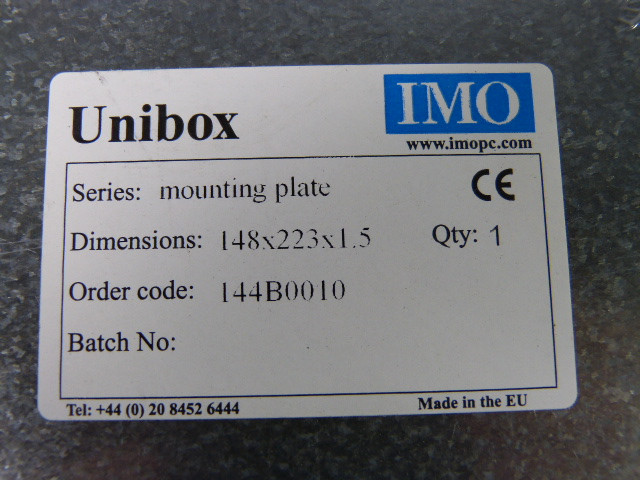 Unibox
IMO
www.imopc.com
Series: mounting plate
CE
Dimensions: 148x223x1.5
Qty: 1
Order code: 144B0010
Batch No:
Tel: +44 (0) 20 8452 6444
Made in the EU